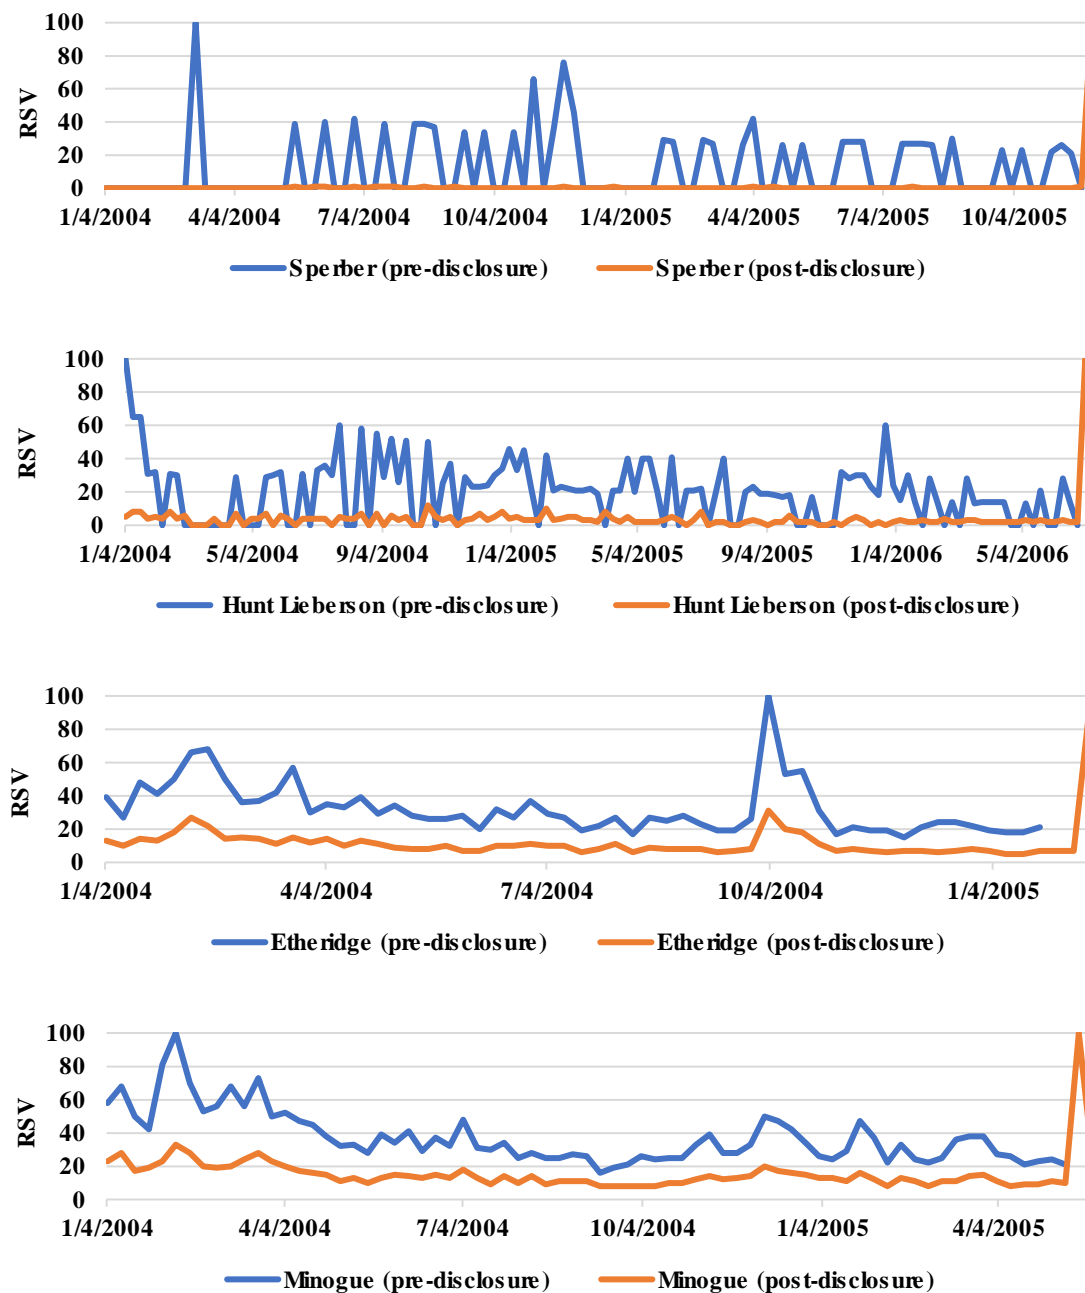 100
80
60
40
20
0
RSV
1/4/2004 4/4/2004 7/4/2004 10/4/2004 1/4/2005 4/4/2005 7/4/2005 10/4/2005
Sperber (pre-disclosure) Sperber (post-disclosure)
100
80
60
40
20
0
RSV
1/4/2004 5/4/2004 9/4/2004 1/4/2005 5/4/2005 9/4/2005 1/4/2006 5/4/2006
Hunt Lieberson (pre-disclosure) Hunt Lieberson (post-disclosure)
100
80
60
40
20
0
RSV
1/4/2004 4/4/2004 7/4/2004 10/4/2004 1/4/2005
Etheridge (pre-disclosure) Etheridge (post-disclosure)
100
80
60
40
20
0
RSV
1/4/2004 4/4/2004 7/4/2004 10/4/2004 1/4/2005 4/4/2005
Minogue (pre-disclosure) Minogue (post-disclosure)